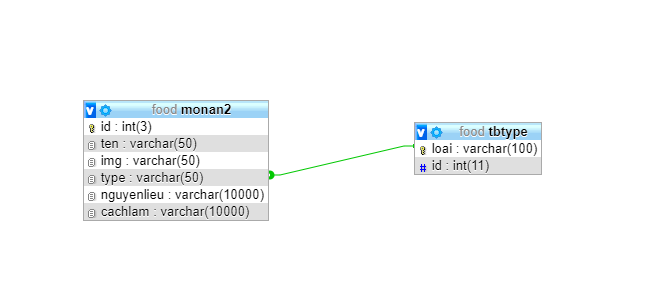 food monan2
id : int(3)
ten : varchar(50)
img : varchar(50)
type : varchar(50)
nguyenlieu : varchar(10000)
cachlam : varchar(10000)
food tbtype
loai : varchar(100)
id : int(11)